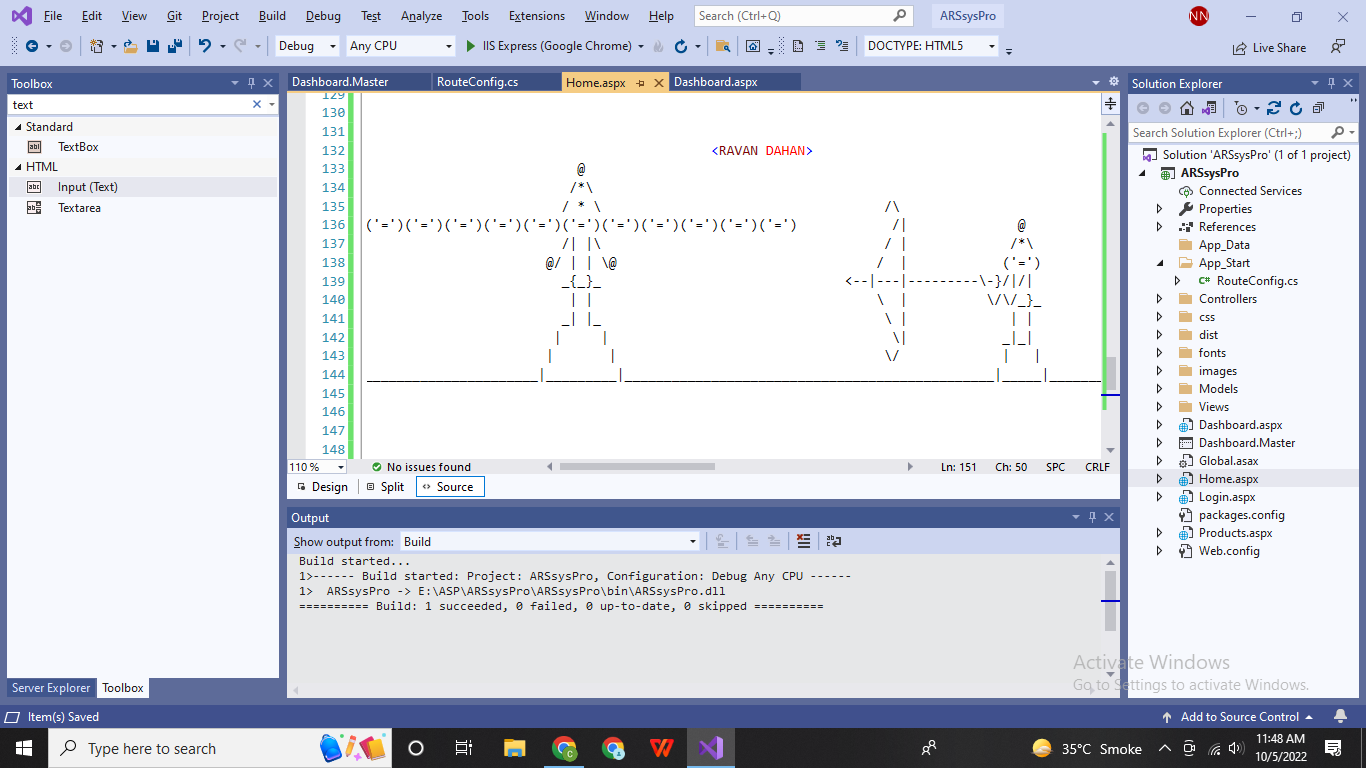 File Edit View Git Project Build Debug Test Analyze Tools Extensions Window Help Search (Ctrl+Q) ARSsysPro NN
Debug Any CPU IIS Express (Google Chrome) DOCTYPE: HTML5 Live Share
Toolbox
text
Standard
TextBox
HTML
Input (Text)
Textarea
Server Explorer Toolbox
Dashboard.Master RouteConfig.cs Home.aspx Dashboard.aspx
129
130
131
132 <RAVAN DAHAN>
133 @
134 /*\
135 / * \ /\
136 ('=')('=')('=')('=')('=')('=')('=')('=')('=')('=')('=') /| @
137 /| |\ / | /*\
138 @/ | | \@ / | ('=')
139 _{_}_ <--|---|---------\-}/|/|
140 | | \ | \/\/_}_
141 _| |_ \ | | |
142 | | \| _|_|
143 | | \/ | |
144 ______________________|_________|________________________________________________|_____|_______
145
146
147
148
110 % No issues found Ln: 151 Ch: 50 SPC CRLF
Design Split Source
Output
Show output from: Build
Build started...
1>------ Build started: Project: ARSsysPro, Configuration: Debug Any CPU ------
1> ARSsysPro -> E:\ASP\ARSsysPro\ARSsysPro\bin\ARSsysPro.dll
========== Build: 1 succeeded, 0 failed, 0 up-to-date, 0 skipped ==========
Solution Explorer
Search Solution Explorer (Ctrl+;)
Solution 'ARSsysPro' (1 of 1 project)
ARSsysPro
Connected Services
Properties
References
App_Data
App_Start
RouteConfig.cs
Controllers
css
dist
fonts
images
Models
Views
Dashboard.aspx
Dashboard.Master
Global.asax
Home.aspx
Login.aspx
packages.config
Products.aspx
Web.config
Activate Windows
Go to Settings to activate Windows.
Item(s) Saved Add to Source Control
Type here to search 35°C Smoke 11:48 AM
10/5/2022